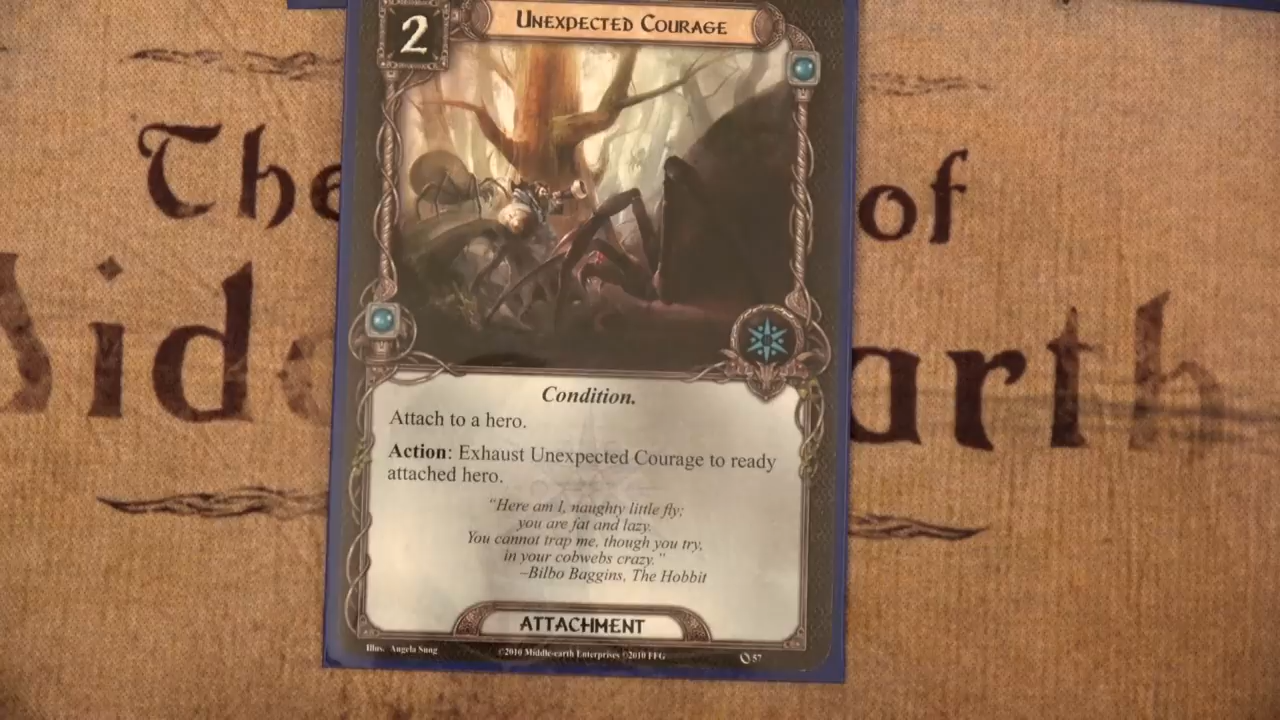 2
UNEXPECTED COURAGE
The of
arth
Condition.
Attach to a hero.
Action: Exhaust Unexpected Courage to ready
attached hero.
"Here am I, naughty little fly;
you are fat and lazy.
You cannot trap me, though you try,
in your cobwebs crazy."
–Bilbo Baggins, The Hobbit
ATTACHMENT
Illus. Angela Sung ©2010 Middle-earth Enterprises ©2010 FFG 57